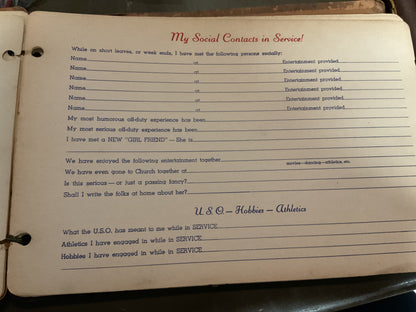 My Social Contacts in Service!
While on short leaves, or week ends, I have met the following persons socially:
Name at Entertainment provided
Name at Entertainment provided
Name at Entertainment provided
Name at Entertainment provided
Name at Entertainment provided
Name at Entertainment provided
My most humorous off-duty experience has been
My most serious off-duty experience has been
I have met a NEW "GIRL FRIEND" — She is
We have enjoyed the following entertainment together
movies—dancing—athletics, etc.
We have even gone to Church together at
Is this serious — or just a passing fancy?
Shall I write the folks at home about her?
U. S. O. — Hobbies — Athletics
What the U.S.O. has meant to me while in SERVICE
Athletics I have engaged in while in SERVICE
Hobbies I have engaged in while in SERVICE